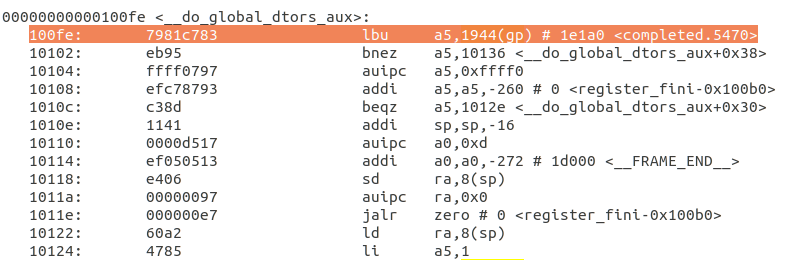 00000000000100fe <__do_global_dtors_aux>:
100fe: 7981c783 lbu a5,1944(gp) # 1e1a0 <completed.5470>
10102: eb95 bnez a5,10136 <__do_global_dtors_aux+0x38>
10104: ffff0797 auipc a5,0xffff0
10108: efc78793 addi a5,a5,-260 # 0 <register_fini-0x100b0>
1010c: c38d beqz a5,1012e <__do_global_dtors_aux+0x30>
1010e: 1141 addi sp,sp,-16
10110: 0000d517 auipc a0,0xd
10114: ef050513 addi a0,a0,-272 # 1d000 <__FRAME_END__>
10118: e406 sd ra,8(sp)
1011a: 00000097 auipc ra,0x0
1011e: 000000e7 jalr zero # 0 <register_fini-0x100b0>
10122: 60a2 ld ra,8(sp)
10124: 4785 li a5,1